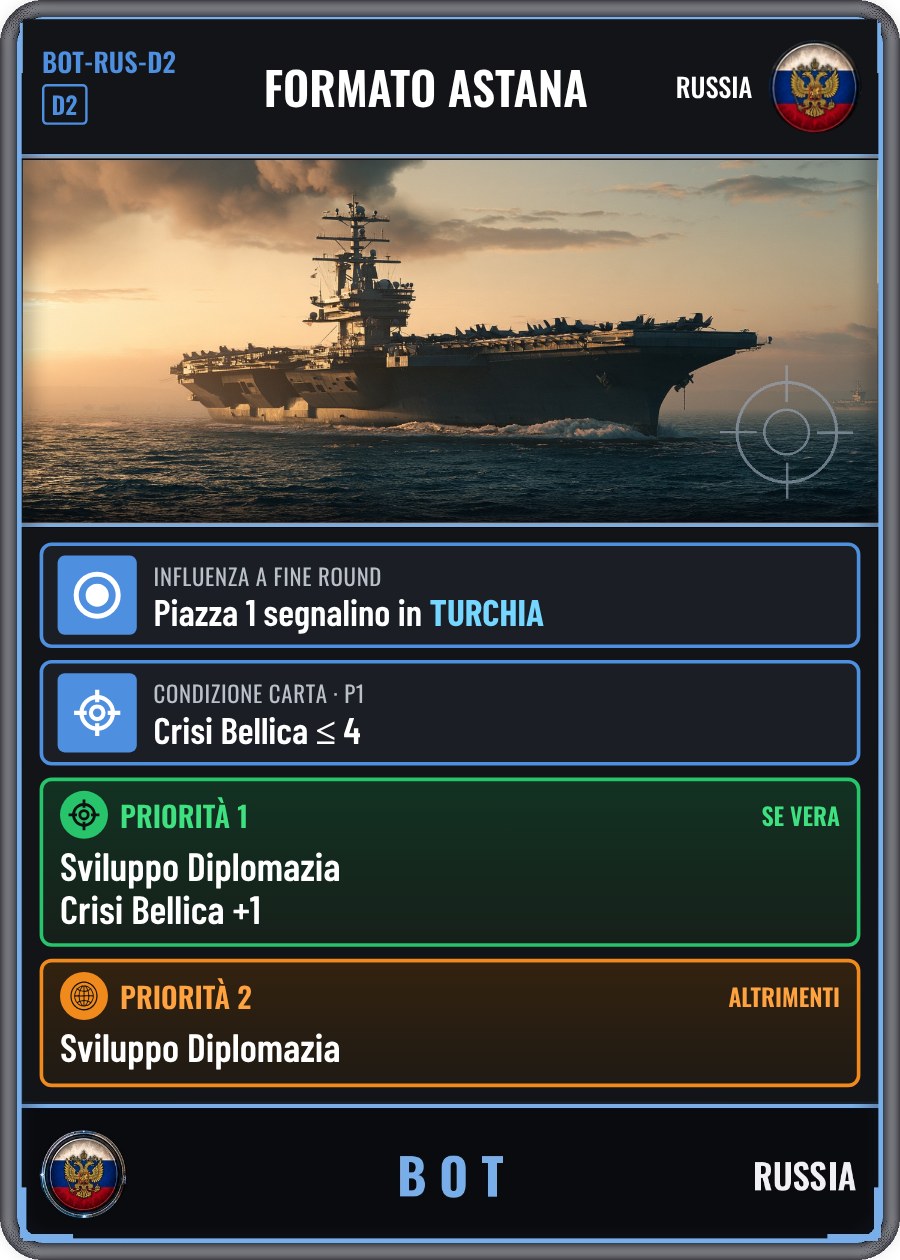 BOT-RUS-D2
D2
FORMATO ASTANA
RUSSIA
INFLUENZA A FINE ROUND
Piazza 1 segnalino in TURCHIA
CONDIZIONE CARTA · P1
Crisi Bellica ≤ 4
PRIORITÀ 1
SE VERA
Sviluppo Diplomazia
Crisi Bellica +1
PRIORITÀ 2
ALTRIMENTI
Sviluppo Diplomazia
BOT
RUSSIA